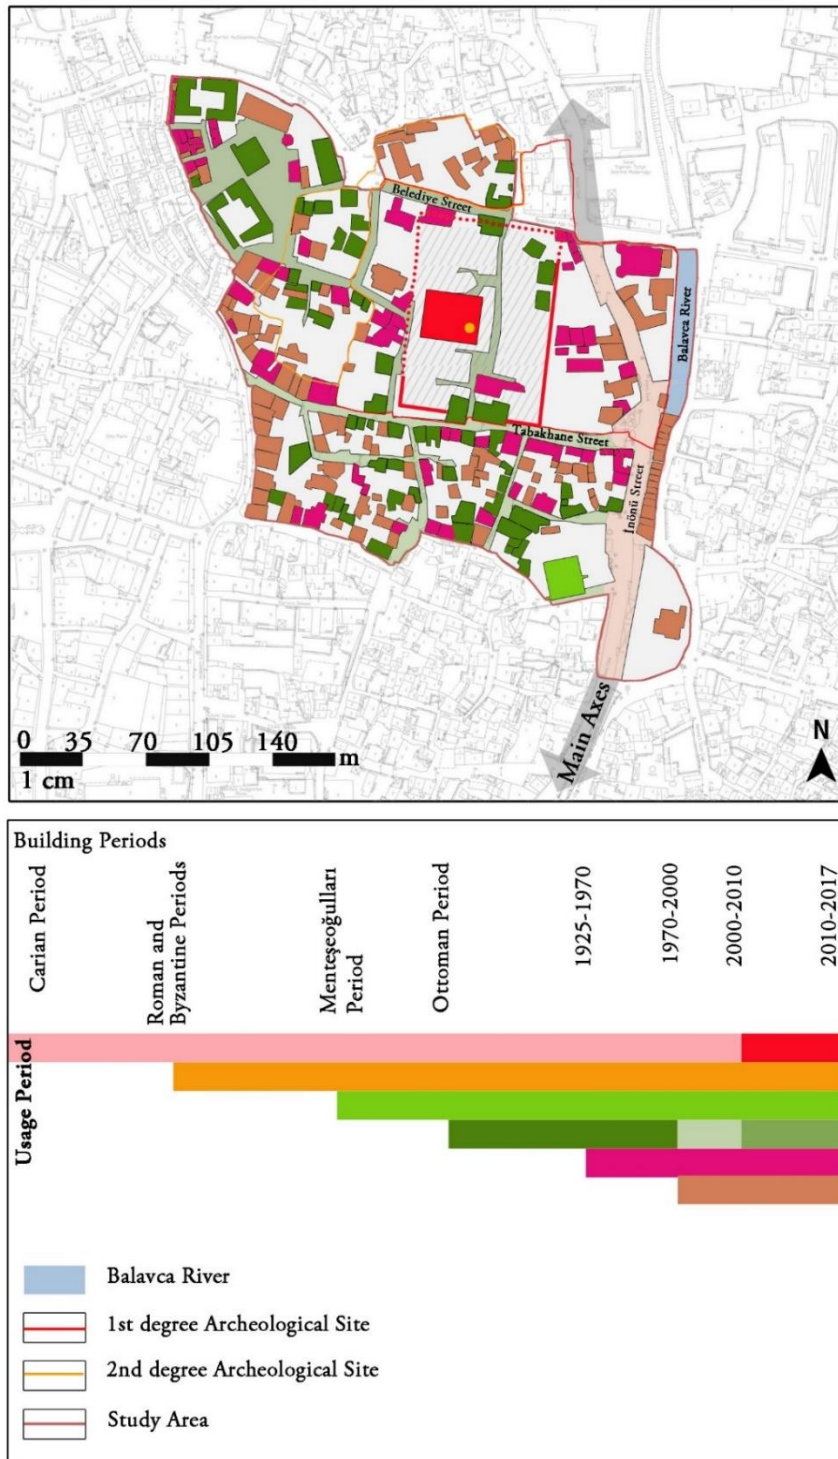 Belediye Street
Balavca River
Tabakhane Street
İnönü Street
0 35 70 105 140 m
1 cm
Main Axes
N
Building Periods
Carian Period
Roman and
Byzantine Periods
Menteşeoğulları
Period
Ottoman Period
1925-1970
1970-2000
2000-2010
2010-2017
Usage Period
Balavca River
1st degree Archeological Site
2nd degree Archeological Site
Study Area